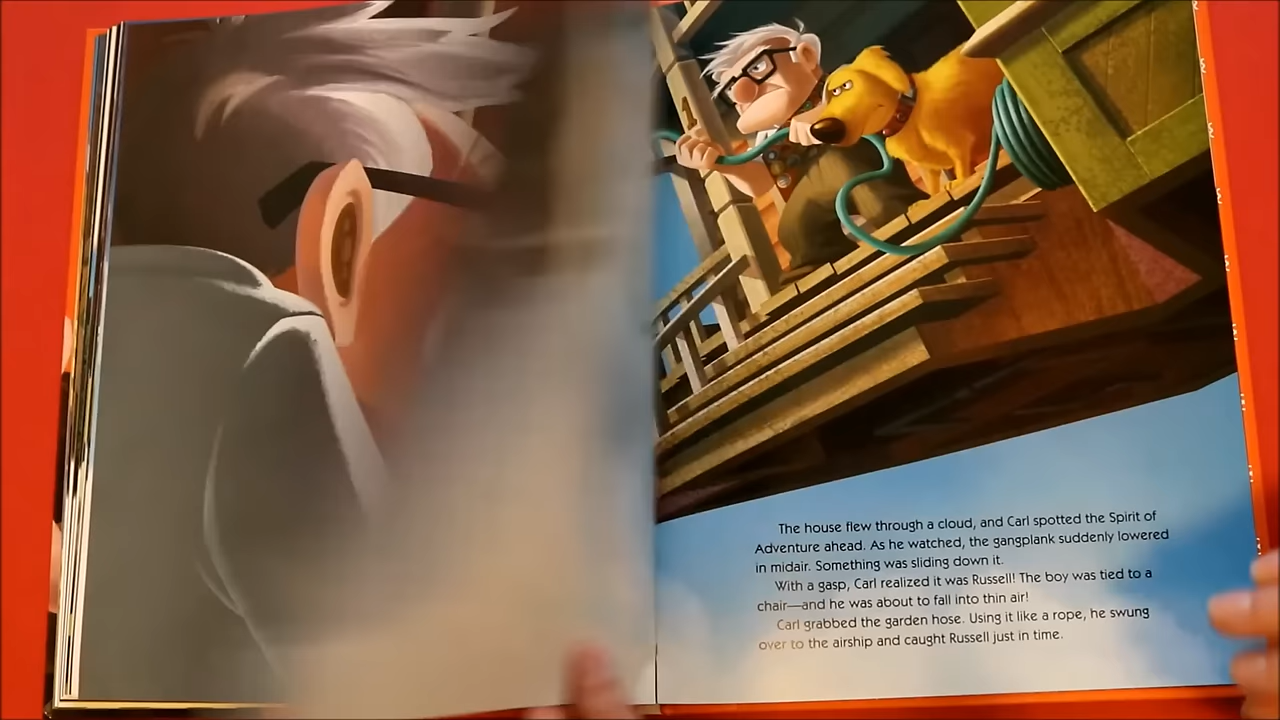 The house flew through a cloud, and Carl spotted the Spirit of
Adventure ahead. As he watched, the gangplank suddenly lowered
in midair. Something was sliding down it.
With a gasp, Carl realized it was Russell! The boy was tied to a
chair—and he was about to fall into thin air!
Carl grabbed the garden hose. Using it like a rope, he swung
over to the airship and caught Russell just in time.